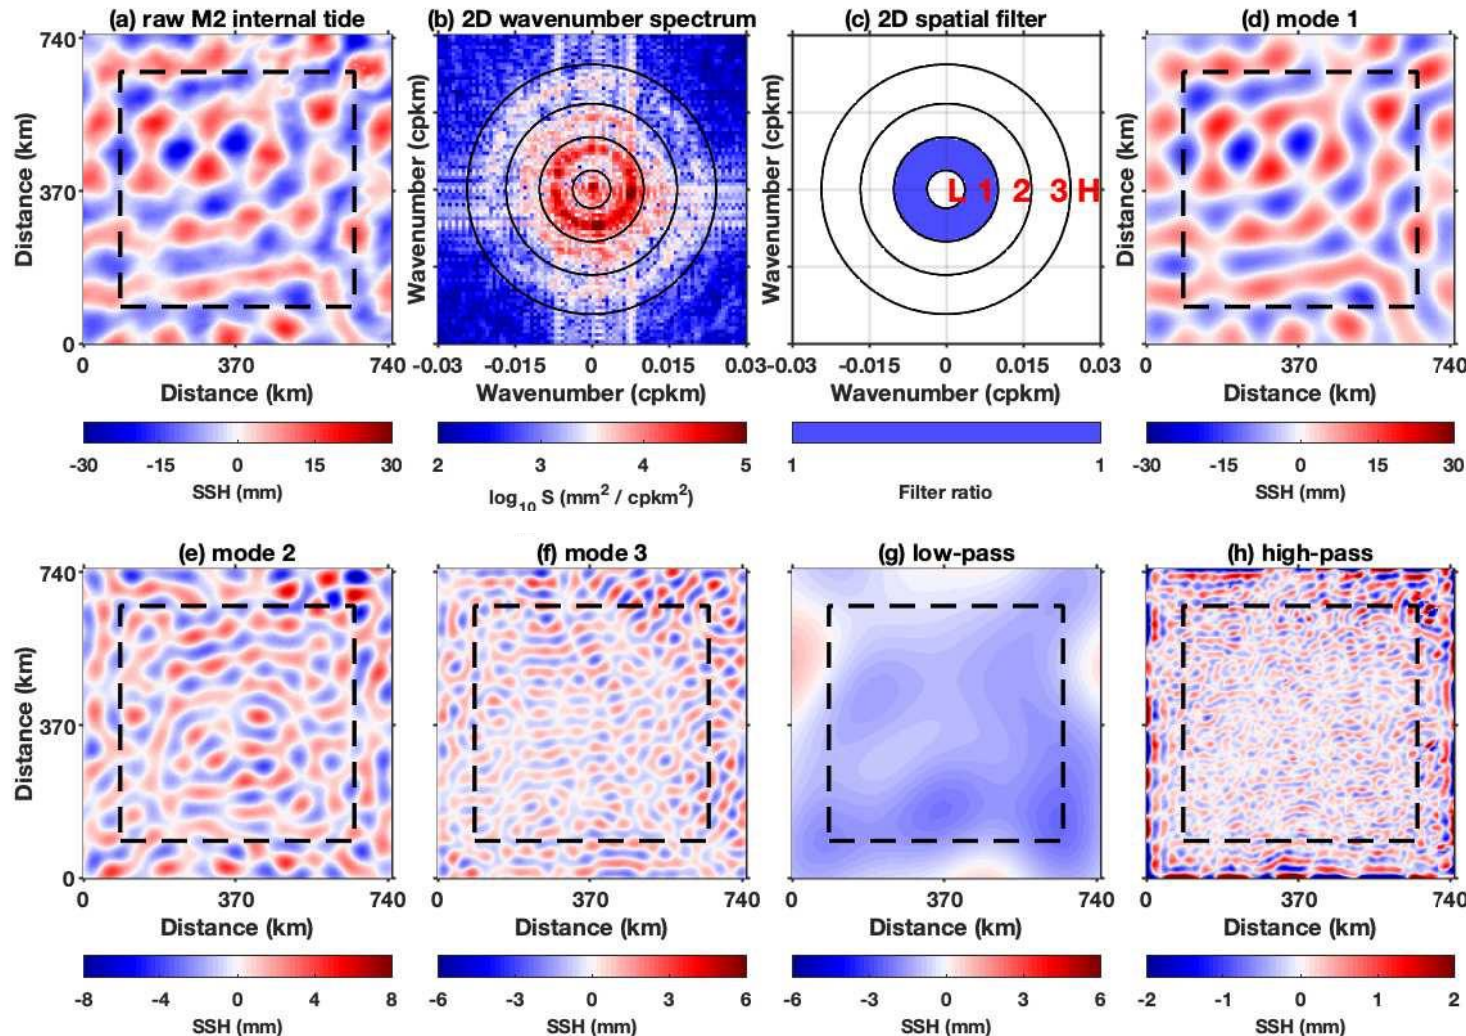 (a) raw M2 internal tide
(b) 2D wavenumber spectrum
(c) 2D spatial filter
(d) mode 1
740
370
0
Distance (km)
0 370 740
Distance (km)
-30 -15 0 15 30
SSH (mm)
Wavenumber (cpkm)
-0.03 -0.015 0 0.015 0.03
Wavenumber (cpkm)
2 3 4 5
log10 S (mm2 / cpkm2)
Wavenumber (cpkm)
L 1 2 3 H
-0.03 -0.015 0 0.015 0.03
Wavenumber (cpkm)
1 1
Filter ratio
740
370
0
Distance (km)
0 370 740
Distance (km)
-30 -15 0 15 30
SSH (mm)
(e) mode 2
(f) mode 3
(g) low-pass
(h) high-pass
740
370
0
Distance (km)
0 370 740
Distance (km)
-8 -4 0 4 8
SSH (mm)
0 370 740
Distance (km)
-6 -3 0 3 6
SSH (mm)
0 370 740
Distance (km)
-6 -3 0 3 6
SSH (mm)
0 370 740
Distance (km)
-2 -1 0 1 2
SSH (mm)